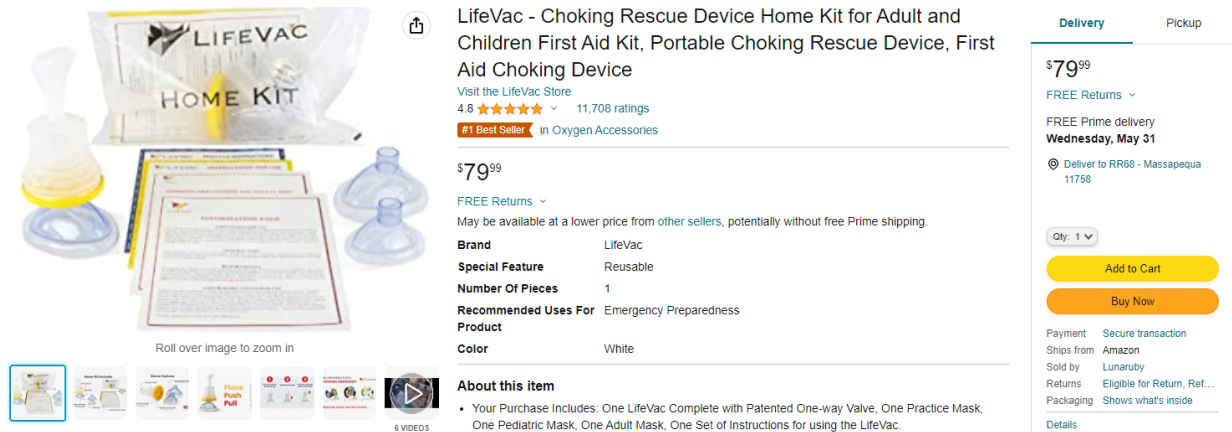 LIFEVAC
HOME KIT
INFORMATION PACK
Roll over image to zoom in
6 VIDEOS
LifeVac - Choking Rescue Device Home Kit for Adult and
Children First Aid Kit, Portable Choking Rescue Device, First
Aid Choking Device
Visit the LifeVac Store
4.8 11,708 ratings
#1 Best Seller in Oxygen Accessories
$79.99
FREE Returns
May be available at a lower price from other sellers, potentially without free Prime shipping.
Brand LifeVac
Special Feature Reusable
Number Of Pieces 1
Recommended Uses For Emergency Preparedness
Product
Color White
About this item
• Your Purchase Includes: One LifeVac Complete with Patented One-way Valve, One Practice Mask,
One Pediatric Mask, One Adult Mask, One Set of Instructions for using the LifeVac.
Delivery Pickup
$79.99
FREE Returns
FREE Prime delivery
Wednesday, May 31
Deliver to RR68 - Massapequa
11758
Qty: 1
Add to Cart
Buy Now
Payment Secure transaction
Ships from Amazon
Sold by Lunaruby
Returns Eligible for Return, Ref…
Packaging Shows what's inside
Details